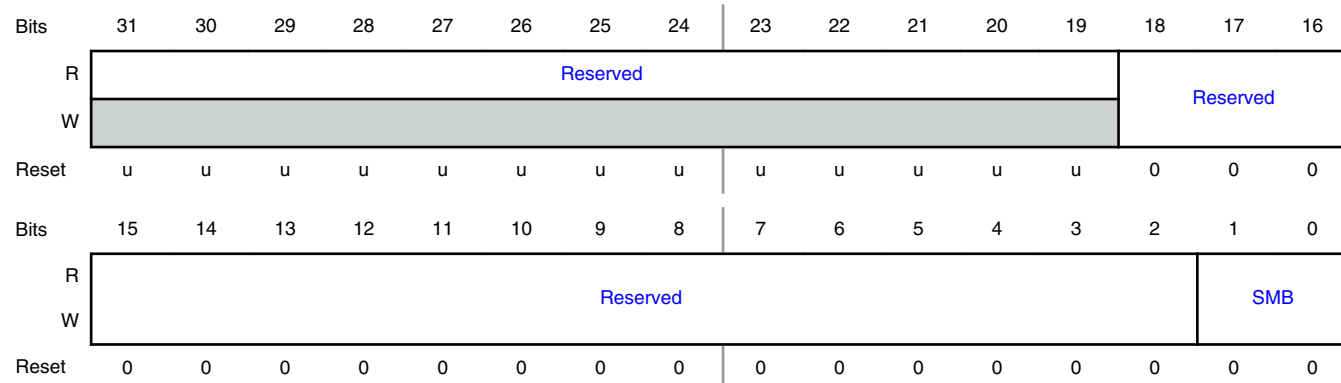 Bits 31 30 29 28 27 26 25 24 23 22 21 20 19 18 17 16
R Reserved Reserved
W
Reset u u u u u u u u u u u u u 0 0 0
Bits 15 14 13 12 11 10 9 8 7 6 5 4 3 2 1 0
R Reserved SMB
W
Reset 0 0 0 0 0 0 0 0 0 0 0 0 0 0 0 0